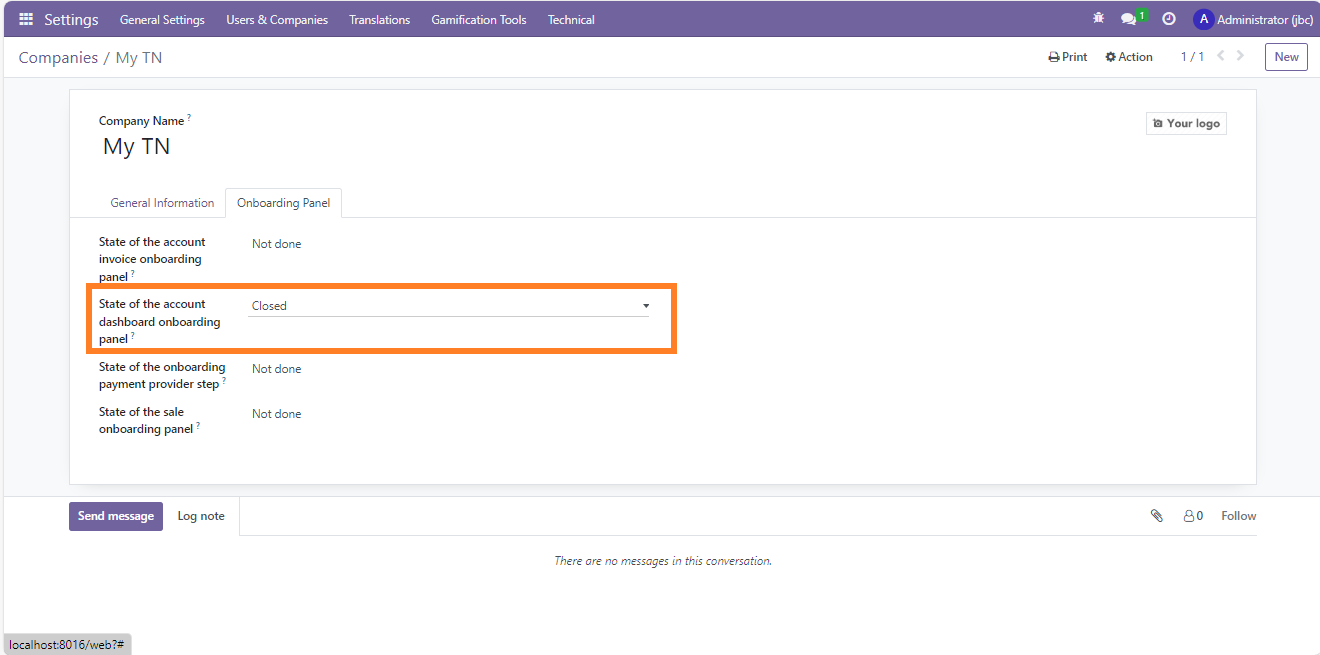 Settings General Settings Users & Companies Translations Gamification Tools Technical 1 A Administrator (jbc)
Companies / My TN Print Action 1 / 1 New
Company Name ?
My TN
Your logo
General Information Onboarding Panel
State of the account
invoice onboarding
panel ?
Not done
State of the account
dashboard onboarding
panel ?
Closed
State of the onboarding
payment provider step ?
Not done
State of the sale
onboarding panel ?
Not done
Send message Log note 0 Follow
There are no messages in this conversation.
localhost:8016/web?#